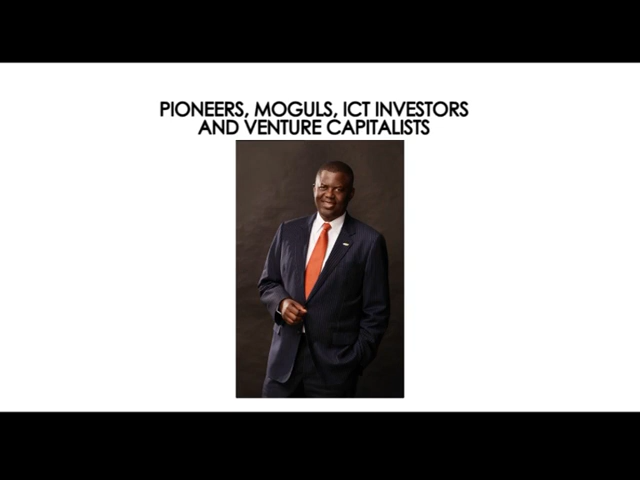 PIONEERS, MOGULS, ICT INVESTORS
AND VENTURE CAPITALISTS